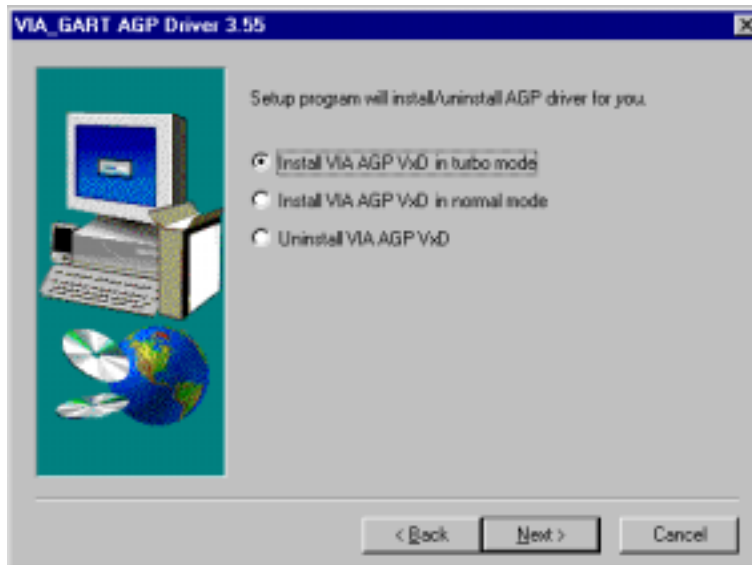 VIA_GART AGP Driver 3.55
Setup program will install/uninstall AGP driver for you.
Install VIA AGP VxD in turbo mode
Install VIA AGP VxD in normal mode
Uninstall VIA AGP VxD
< Back
Next >
Cancel